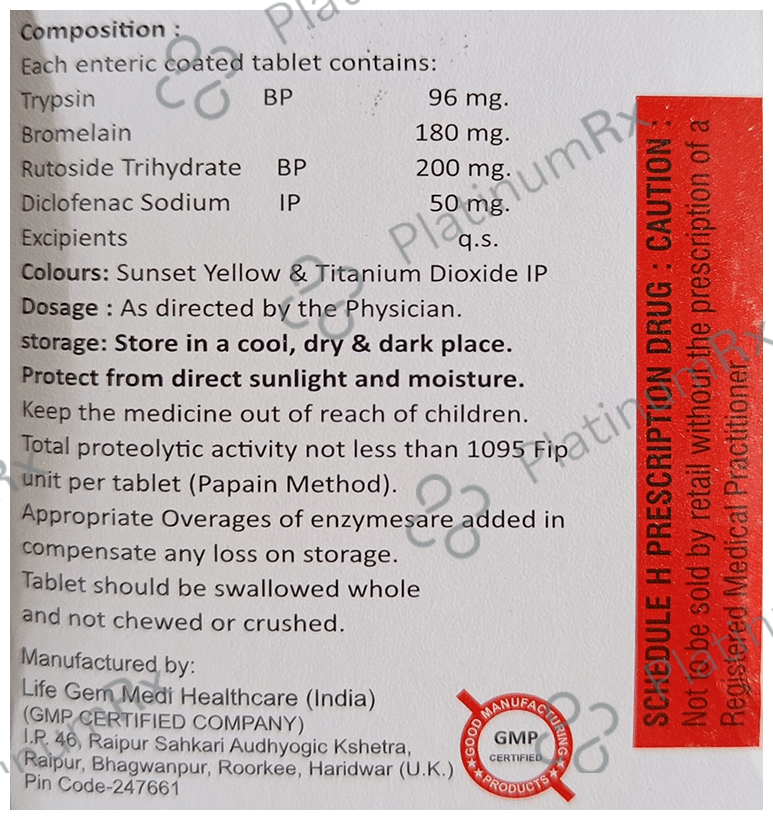 Composition :
Each enteric coated tablet contains:
Trypsin BP 96 mg.
Bromelain 180 mg.
Rutoside Trihydrate BP 200 mg.
Diclofenac Sodium IP 50 mg.
Excipients q.s.
Colours: Sunset Yellow & Titanium Dioxide IP
Dosage : As directed by the Physician.
storage: Store in a cool, dry & dark place.
Protect from direct sunlight and moisture.
Keep the medicine out of reach of children.
Total proteolytic activity not less than 1095 Fip
unit per tablet (Papain Method).
Appropriate Overages of enzymesare added in
compensate any loss on storage.
Tablet should be swallowed whole
and not chewed or crushed.
Manufactured by:
Life Gem Medi Healthcare (India)
(GMP CERTIFIED COMPANY)
I.P. 46, Raipur Sahkari Audhyogic Kshetra,
Raipur, Bhagwanpur, Roorkee, Haridwar (U.K.)
Pin Code-247661
GOOD MANUFACTURING
GMP
CERTIFIED
PRODUCTS
SCHEDULE H PRESCRIPTION DRUG : CAUTION :
Not to be sold by retail without the prescription of a
Registered Medical Practitioner
PlatinumRx
PlatinumRx
PlatinumRx
PlatinumRx